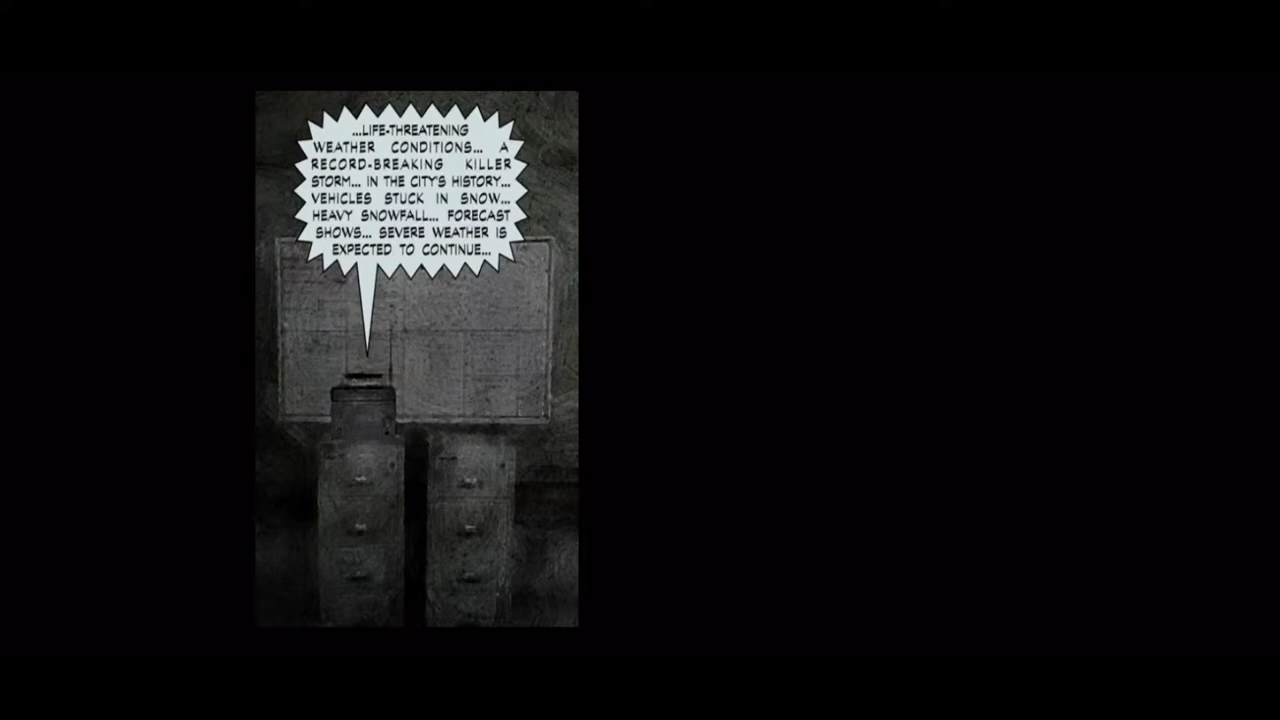 ...LIFE-THREATENING
WEATHER CONDITIONS... A
RECORD-BREAKING KILLER
STORM... IN THE CITY'S HISTORY...
VEHICLES STUCK IN SNOW...
HEAVY SNOWFALL... FORECAST
SHOWS... SEVERE WEATHER IS
EXPECTED TO CONTINUE...